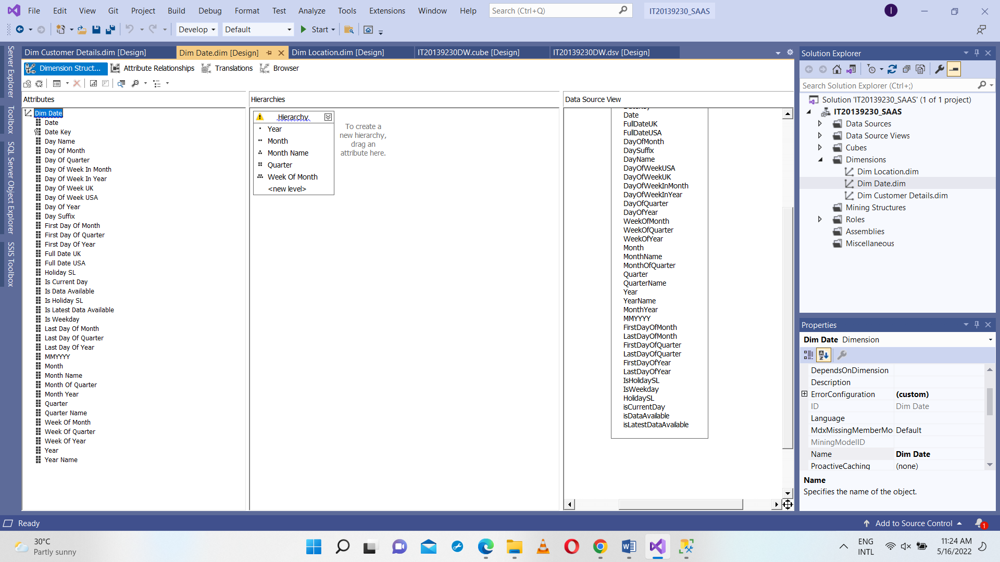 File Edit View Git Project Build Debug Format Test Analyze Tools Extensions Window Help Search (Ctrl+Q) IT20139230_SAAS I
Develop Default Start
Dim Customer Details.dim [Design] Dim Date.dim [Design] Dim Location.dim [Design] IT20139230DW.cube [Design] IT20139230DW.dsv [Design]
Dimension Struct... Attribute Relationships Translations Browser
Server Explorer
Toolbox
SQL Server Object Explorer
SSIS Toolbox
Attributes
Dim Date
Date
Date Key
Day Name
Day Of Month
Day Of Quarter
Day Of Week In Month
Day Of Week In Year
Day Of Week UK
Day Of Week USA
Day Of Year
Day Suffix
First Day Of Month
First Day Of Quarter
First Day Of Year
Full Date UK
Full Date USA
Holiday SL
Is Current Day
Is Data Available
Is Holiday SL
Is Latest Data Available
Is Weekday
Last Day Of Month
Last Day Of Quarter
Last Day Of Year
MMYYYY
Month
Month Name
Month Of Quarter
Month Year
Quarter
Quarter Name
Week Of Month
Week Of Quarter
Week Of Year
Year
Year Name
Hierarchies
Hierarchy
Year
Month
Month Name
Quarter
Week Of Month
<new level>
To create a
new hierarchy,
drag an
attribute here.
Data Source View
Date
FullDateUK
FullDateUSA
DayOfMonth
DaySuffix
DayName
DayOfWeekUSA
DayOfWeekUK
DayOfWeekInMonth
DayOfWeekInYear
DayOfQuarter
DayOfYear
WeekOfMonth
WeekOfQuarter
WeekOfYear
Month
MonthName
MonthOfQuarter
Quarter
QuarterName
Year
YearName
MonthYear
MMYYYY
FirstDayOfMonth
LastDayOfMonth
FirstDayOfQuarter
LastDayOfQuarter
FirstDayOfYear
LastDayOfYear
IsHolidaySL
IsWeekday
HolidaySL
isCurrentDay
isDataAvailable
isLatestDataAvailable
Solution Explorer
Search Solution Explorer (Ctrl+;)
Solution 'IT20139230_SAAS' (1 of 1 project)
IT20139230_SAAS
Data Sources
Data Source Views
Cubes
Dimensions
Dim Location.dim
Dim Date.dim
Dim Customer Details.dim
Mining Structures
Roles
Assemblies
Miscellaneous
Properties
Dim Date Dimension
DependsOnDimension
Description
ErrorConfiguration (custom)
ID Dim Date
Language
MdxMissingMemberMo Default
MiningModelID
Name Dim Date
ProactiveCaching (none)
Name
Specifies the name of the object.
Ready Add to Source Control 1
30°C
Partly sunny
ENG
INTL
11:24 AM
5/16/2022